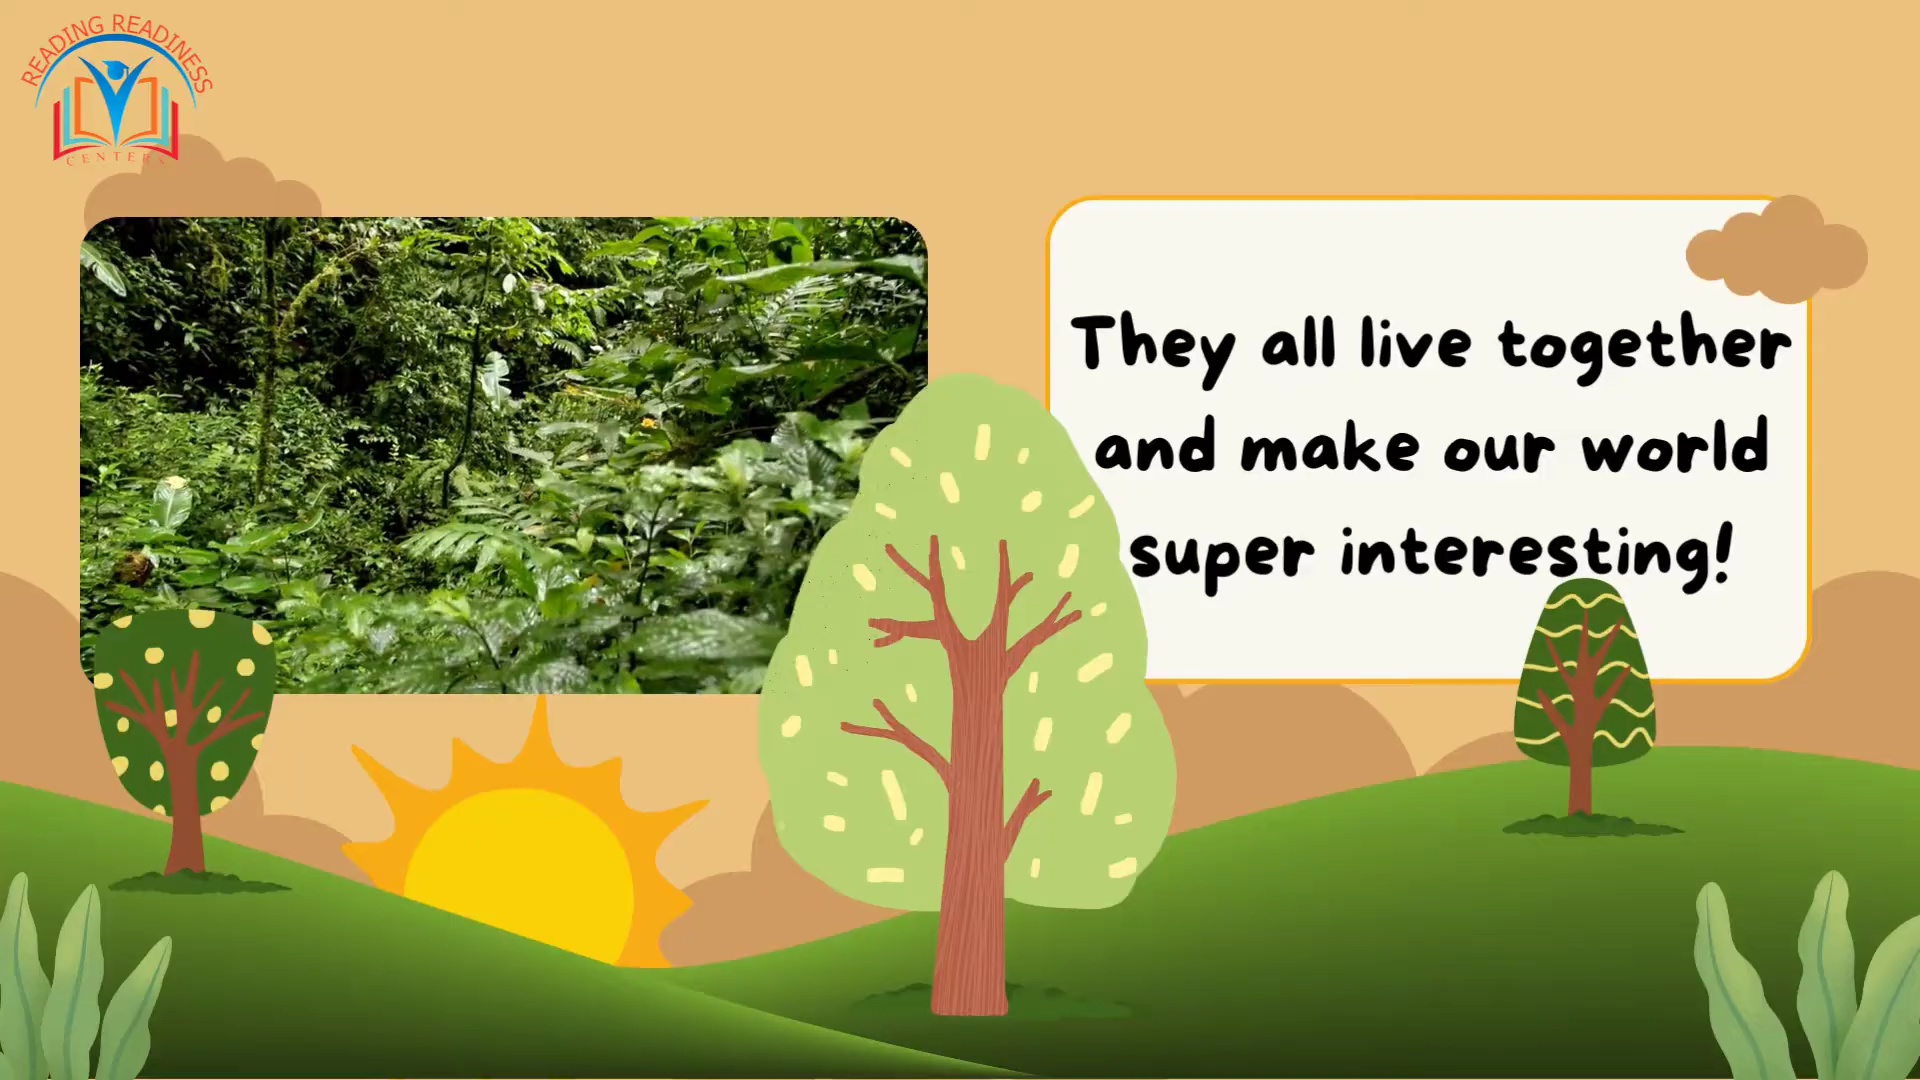 READING READINESS
CENTERS
They all live together
and make our world
super interesting!